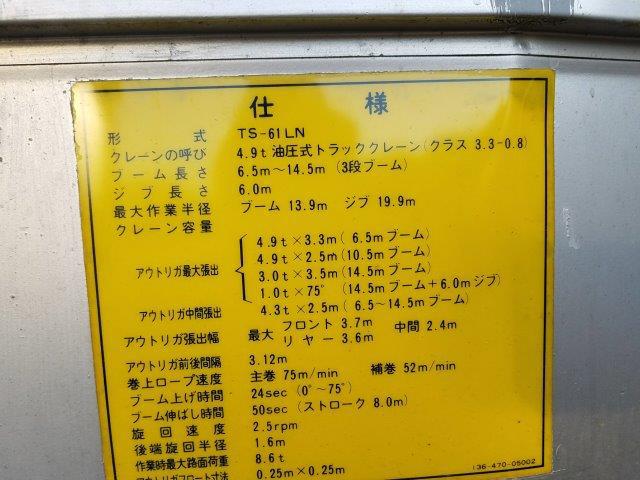 仕 様
形 式 TS-61LN
クレーンの呼び 4.9t 油圧式トラッククレーン(クラス 3.3-0.8)
ブーム長さ 6.5m〜14.5m (3段ブーム)
ジブ長さ 6.0m
最大作業半径 ブーム 13.9m ジブ 19.9m
クレーン容量
アウトリガ最大張出
4.9t×3.3m( 6.5mブーム)
4.9t×2.5m(10.5mブーム)
3.0t×3.5m(14.5mブーム)
1.0t×75° (14.5mブーム+6.0mジブ)
アウトリガ中間張出 4.3t×2.5m( 6.5〜14.5mブーム)
アウトリガ張出幅 最大 フロント 3.7m 中間 2.4m
リヤー 3.6m
アウトリガ前後間隔 3.12m
巻上ロープ速度 主巻 75m/min 補巻 52m/min
ブーム上げ時間 24sec (0°〜75°)
ブーム伸ばし時間 50sec (ストローク 8.0m)
旋回速度 2.5rpm
後端旋回半径 1.6m
作業時最大路面荷重 8.6t
アウトリガフロート寸法 0.25m×0.25m
136-470-05002